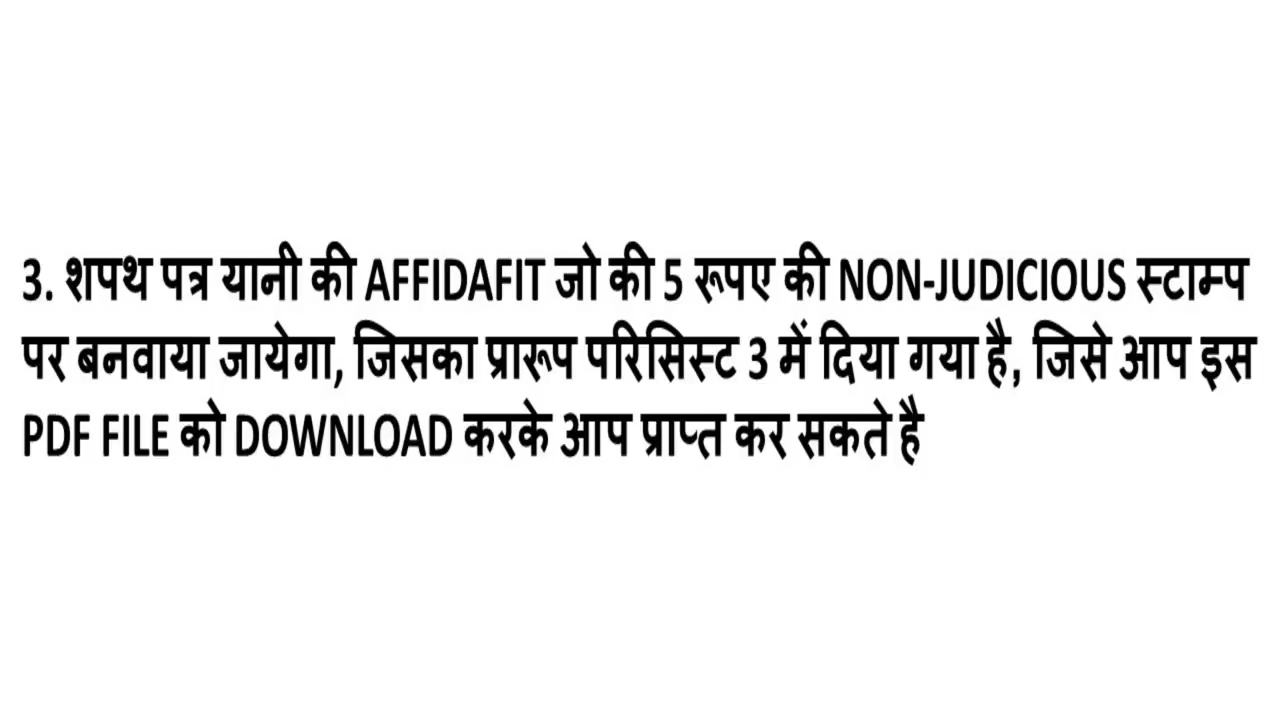 3. शपथ पत्र यानी की AFFIDAFIT जो की 5 रूपए की NON-JUDICIOUS स्टाम्प
पर बनवाया जायेगा, जिसका प्रारूप परिसिस्ट 3 में दिया गया है, जिसे आप इस
PDF FILE को DOWNLOAD करके आप प्राप्त कर सकते है